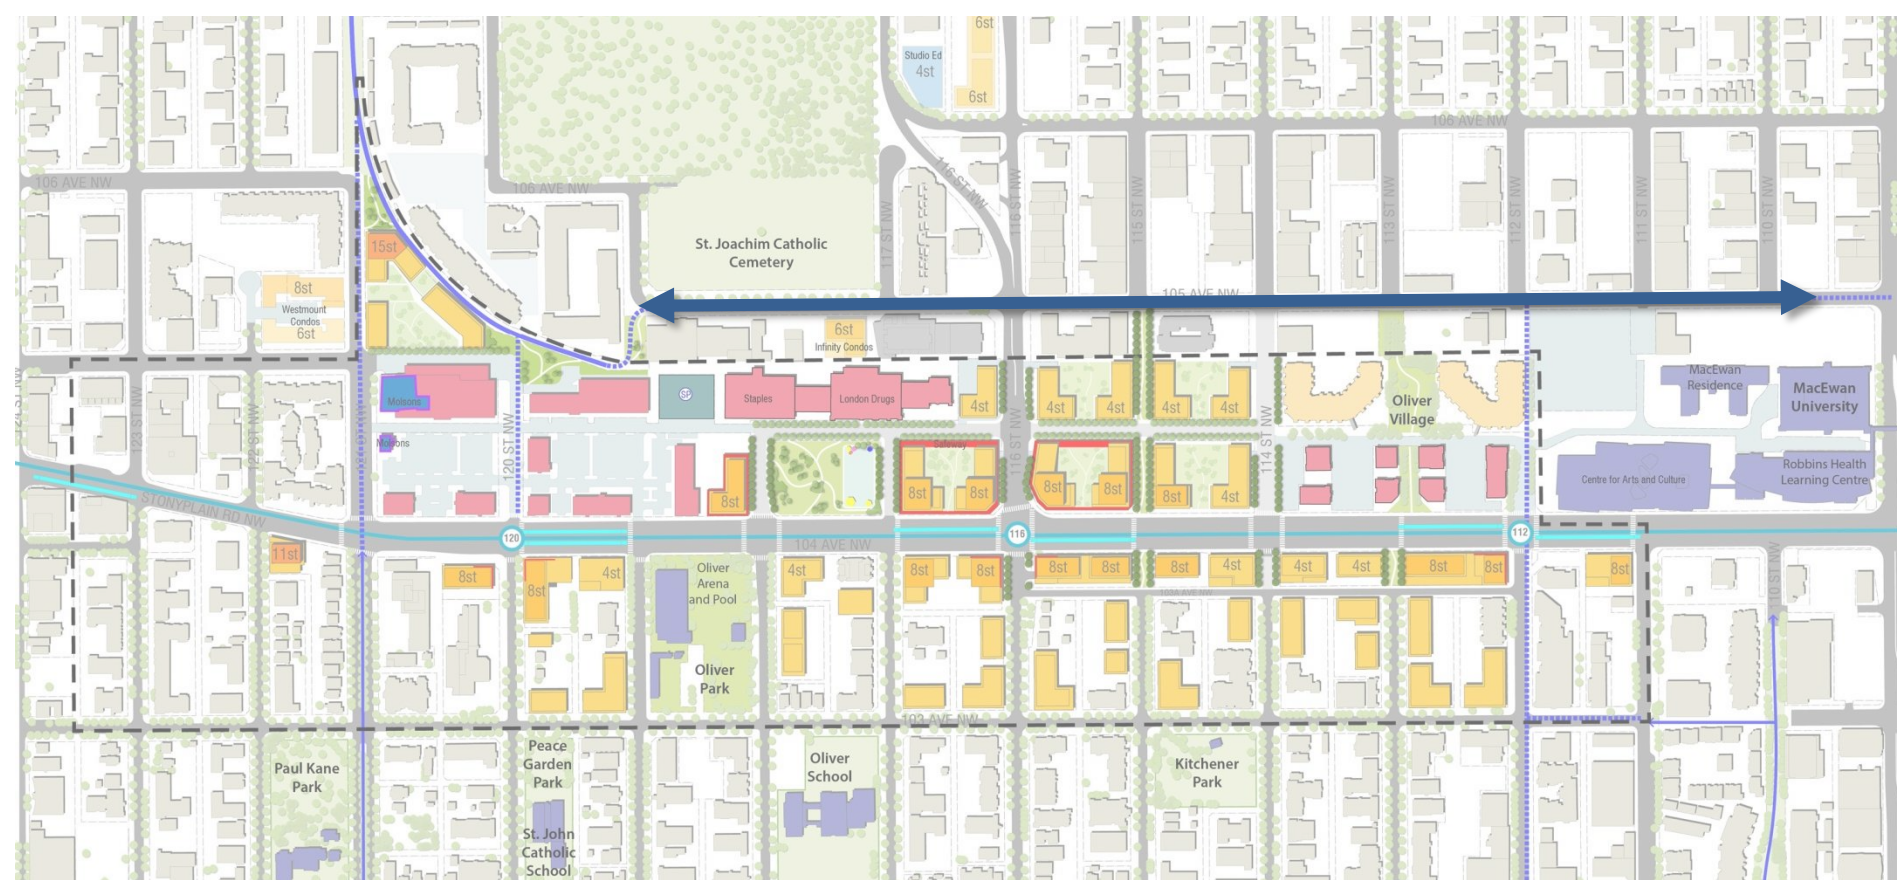 6st
Studio Ed
4st
6st
106 AVE NW
106 AVE NW
106 AVE NW
116 ST NW
116 ST NW
115 ST NW
113 ST NW
112 ST NW
111 ST NW
110 ST NW
117 ST NW
St. Joachim Catholic
Cemetery
15st
8st
Westmount
Condos
6st
105 AVE NW
6st
Infinity Condos
Molsons
SP
Staples
London Drugs
4st
4st
4st
4st
4st
Oliver
Village
MacEwan
Residence
MacEwan
University
123 ST NW
122 ST NW
120 ST NW
Molsons
Safeway
116 ST NW
114 ST NW
8st
8st
8st
8st
8st
8st
4st
Centre for Arts and Culture
Robbins Health
Learning Centre
STONYPLAIN RD NW
120
116
112
104 AVE NW
11st
8st
8st
4st
Oliver
Arena
and Pool
4st
8st
8st
8st
8st
8st
4st
4st
4st
8st
8st
8st
110 ST NW
Oliver
Park
103 AVE NW
Paul Kane
Park
Peace
Garden
Park
St. John
Catholic
School
Oliver
School
Kitchener
Park